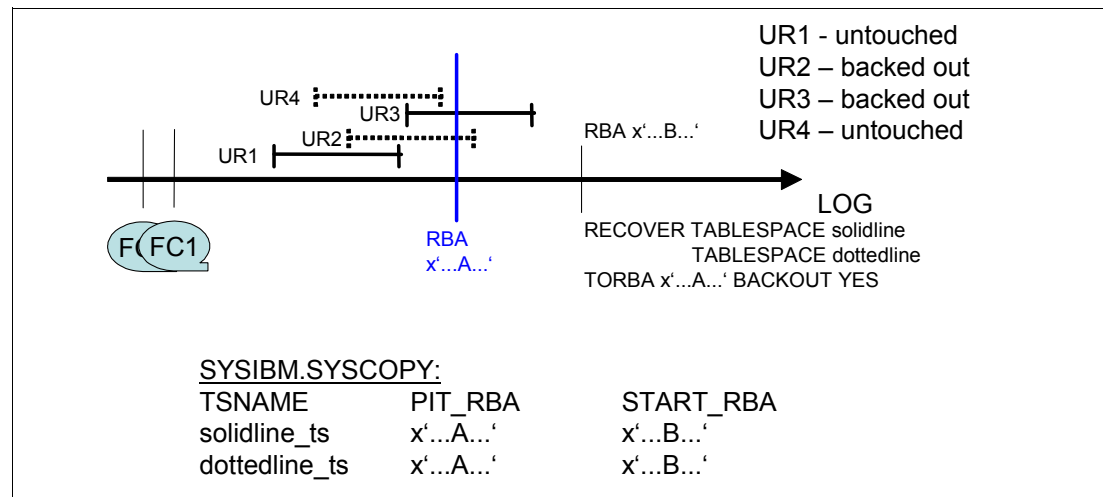 UR1 - untouched
UR2 – backed out
UR3 – backed out
UR4 – untouched
UR4
UR3
UR2
UR1
RBA x‘...B...‘
LOG
FC1
RBA
x‘...A...‘
RECOVER TABLESPACE solidline
TABLESPACE dottedline
TORBA x‘...A...‘ BACKOUT YES
SYSIBM.SYSCOPY:
TSNAME PIT_RBA START_RBA
solidline_ts x‘...A...‘ x‘...B...‘
dottedline_ts x‘...A...‘ x‘...B...‘